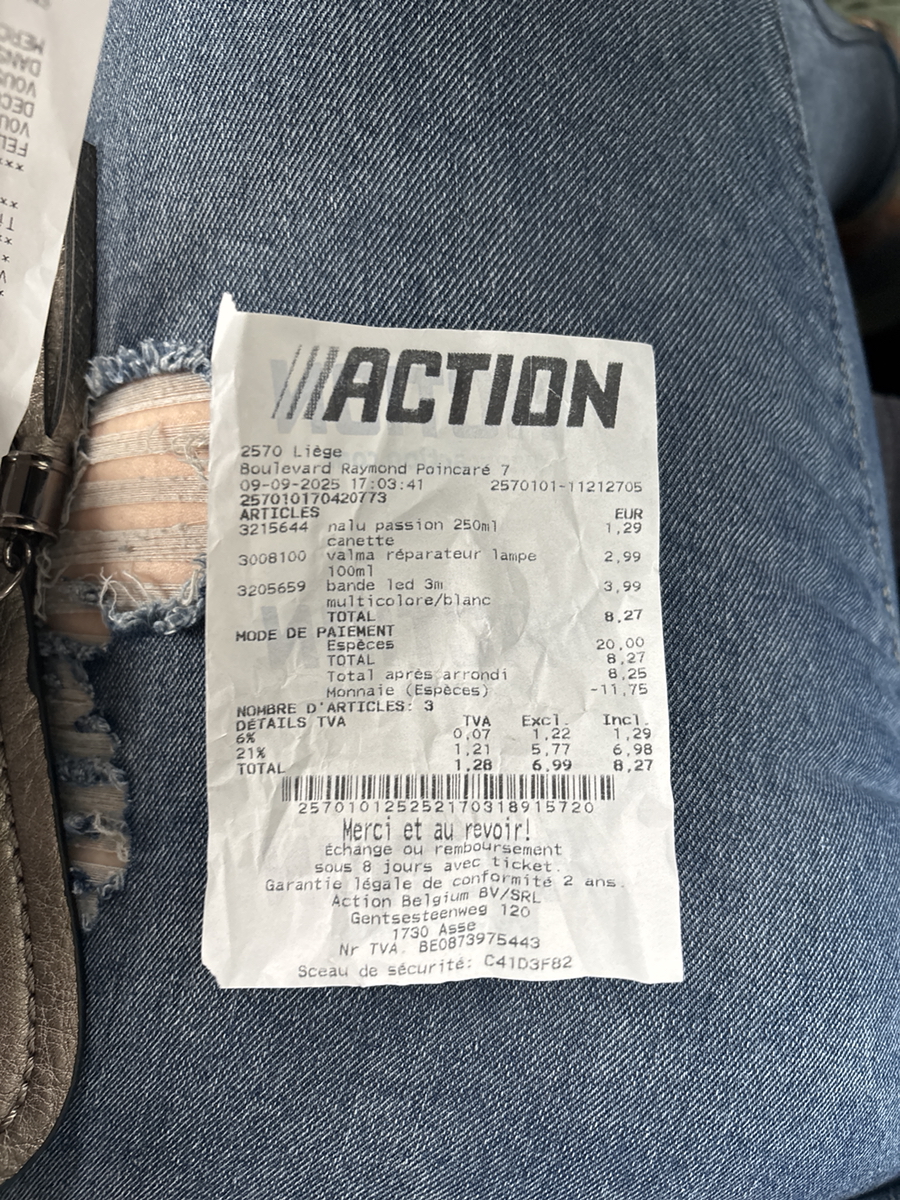 ACTION
2570 Liège
Boulevard Raymond Poincaré 7
09-09-2025 17:03:41 2570101-11212705
257010170420773
ARTICLES EUR
3215644 nalu passion 250ml 1,29
canette
3008100 valma réparateur lampe 2,99
100ml
3205659 bande led 3m 3,99
multicolore/blanc
TOTAL 8,27
MODE DE PAIEMENT
Espèces 20,00
TOTAL 8,27
Total après arrondi 8,25
Monnaie (Espèces) -11,75
NOMBRE D'ARTICLES: 3
DÉTAILS TVA TVA Excl. Incl.
6% 0,07 1,22 1,29
21% 1,21 5,77 6,98
TOTAL 1,28 6,99 8,27
257010125252170318915720
Merci et au revoir!
échange ou remboursement
sous 8 jours avec ticket.
Garantie légale de conformité 2 ans.
Action Belgium BV/SRL
Gentsesteenweg 120
1730 Asse
Nr TVA. BE0873975443
Sceau de sécurité: C41D3F82